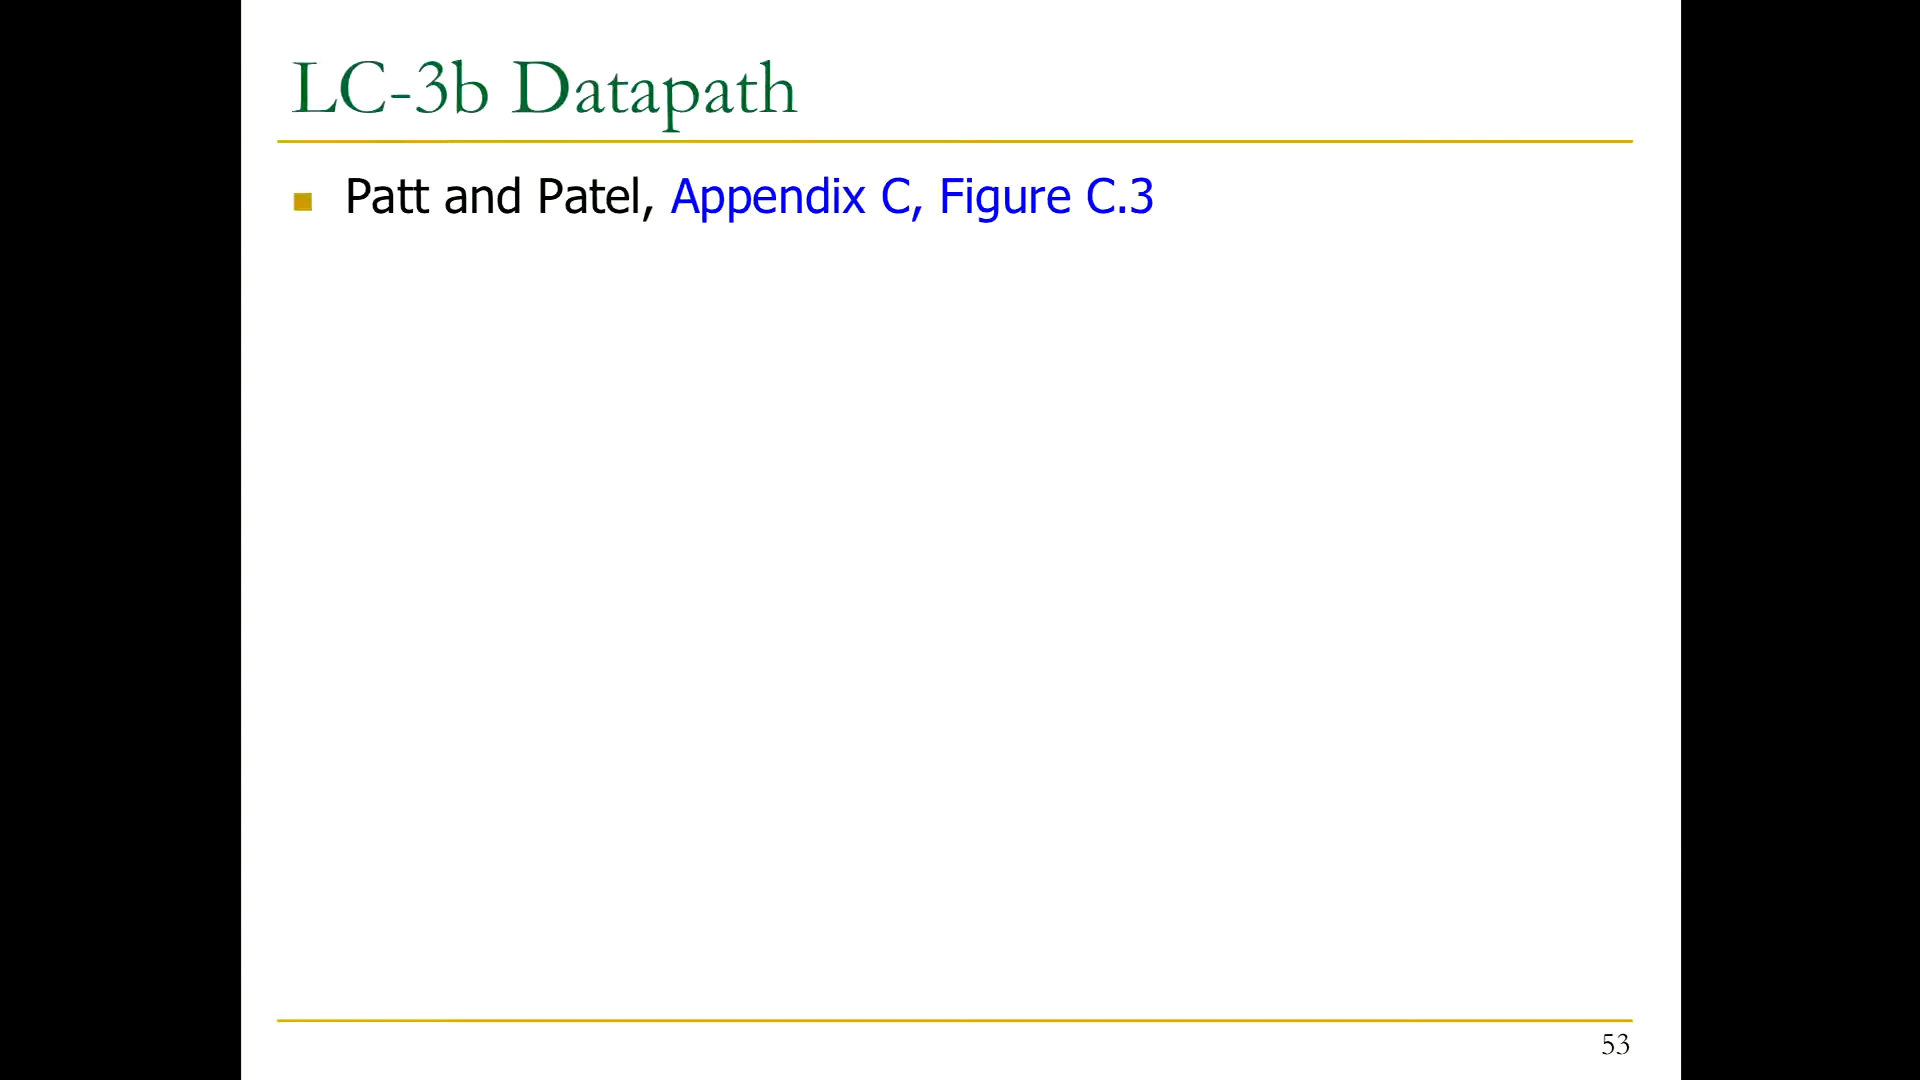 LC-3b Datapath
Patt and Patel, Appendix C, Figure C.3
53